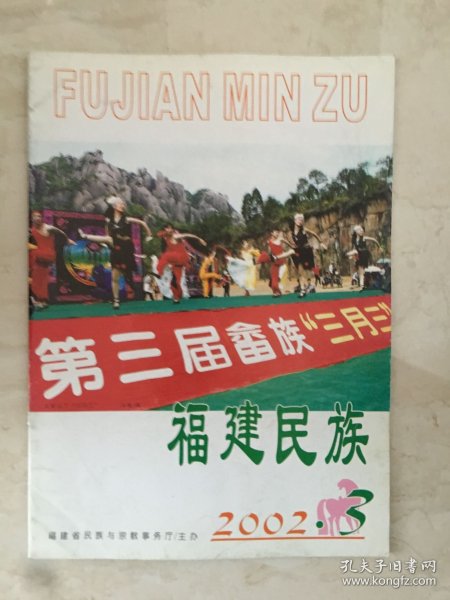 FUJIAN MIN ZU
第三届畲族“三月三”
福建民族
2002.3
福建省民族与宗教事务厅/主办
孔夫子旧书网
www.kongfz.com